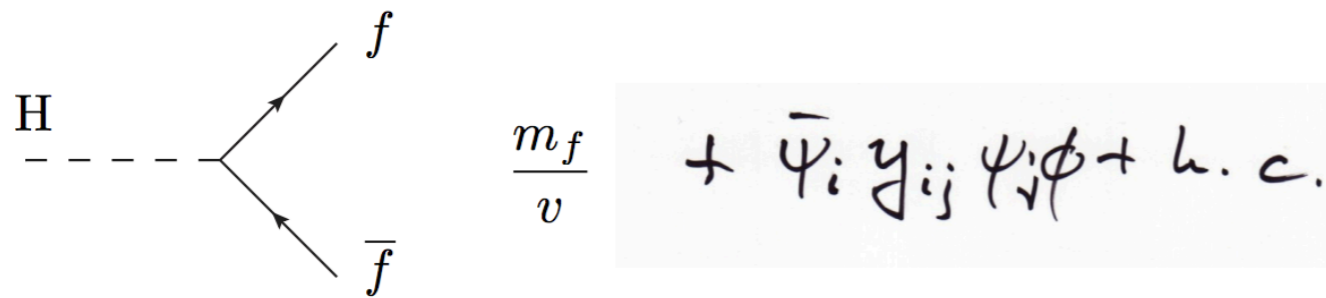 f
H
m_f
v
+ ψ̄_i y_ij ψ_j ϕ + h. c.
f̄